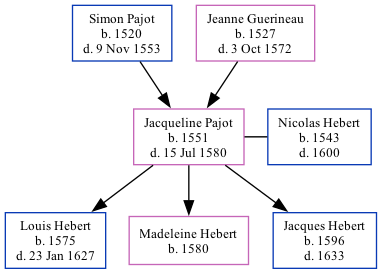 Simon Pajot
b. 1520
d. 9 Nov 1553
Jeanne Guerineau
b. 1527
d. 3 Oct 1572
Jacqueline Pajot
b. 1551
d. 15 Jul 1580
Nicolas Hebert
b. 1543
d. 1600
Louis Hebert
b. 1575
d. 23 Jan 1627
Madeleine Hebert
b. 1580
Jacques Hebert
b. 1596
d. 1633